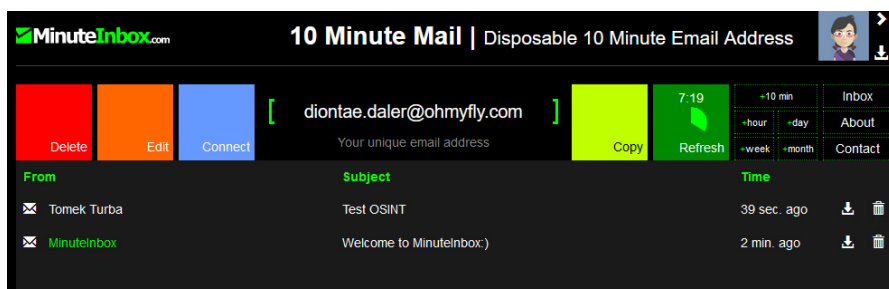 MinuteInbox.com
10 Minute Mail | Disposable 10 Minute Email Address
Delete
Edit
Connect
[ diontae.daler@ohmyfly.com ]
Your unique email address
Copy
7:19
Refresh
+10 min
+hour +day
+week +month
Inbox
About
Contact
From Subject Time
Tomek Turba Test OSINT 39 sec. ago
MinuteInbox Welcome to MinuteInbox:) 2 min. ago